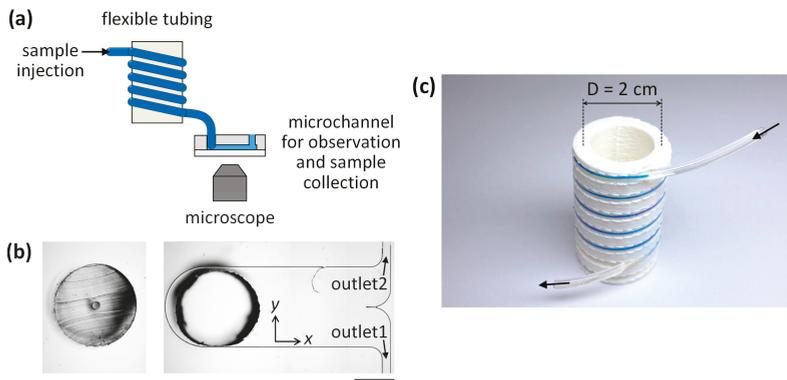 (a)
flexible tubing
sample
injection
microchannel
for observation
and sample
collection
microscope
(b)
outlet2
y
x
outlet1
(c)
D = 2 cm